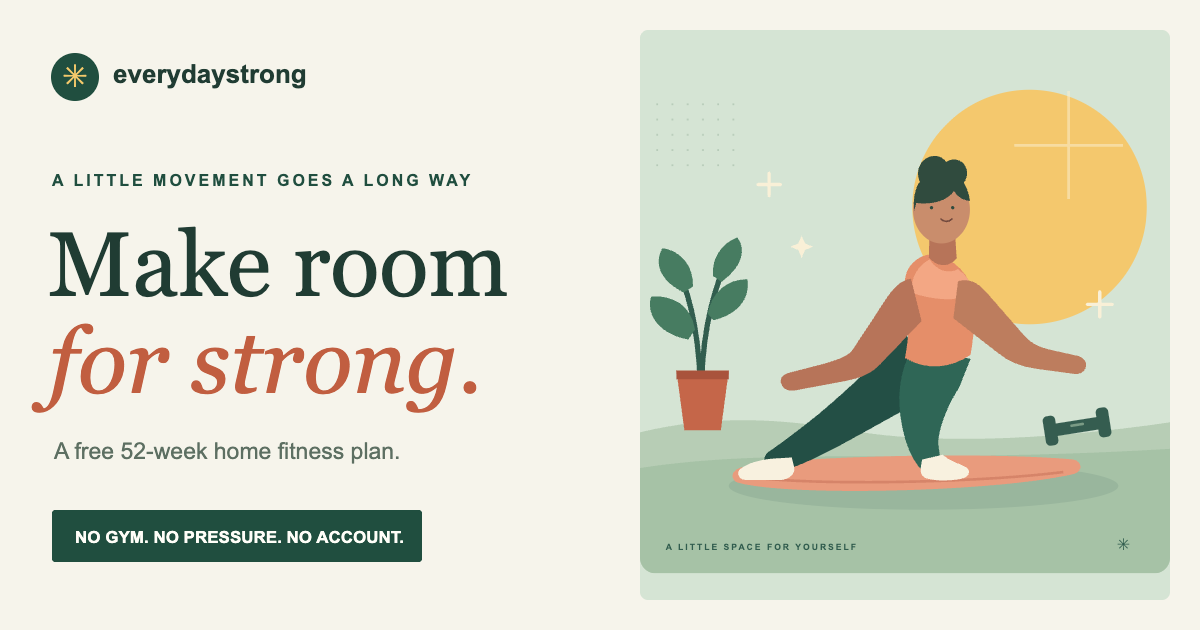 everydaystrong
A LITTLE MOVEMENT GOES A LONG WAY
Make room
for strong.
A free 52-week home fitness plan.
NO GYM. NO PRESSURE. NO ACCOUNT.
A LITTLE SPACE FOR YOURSELF